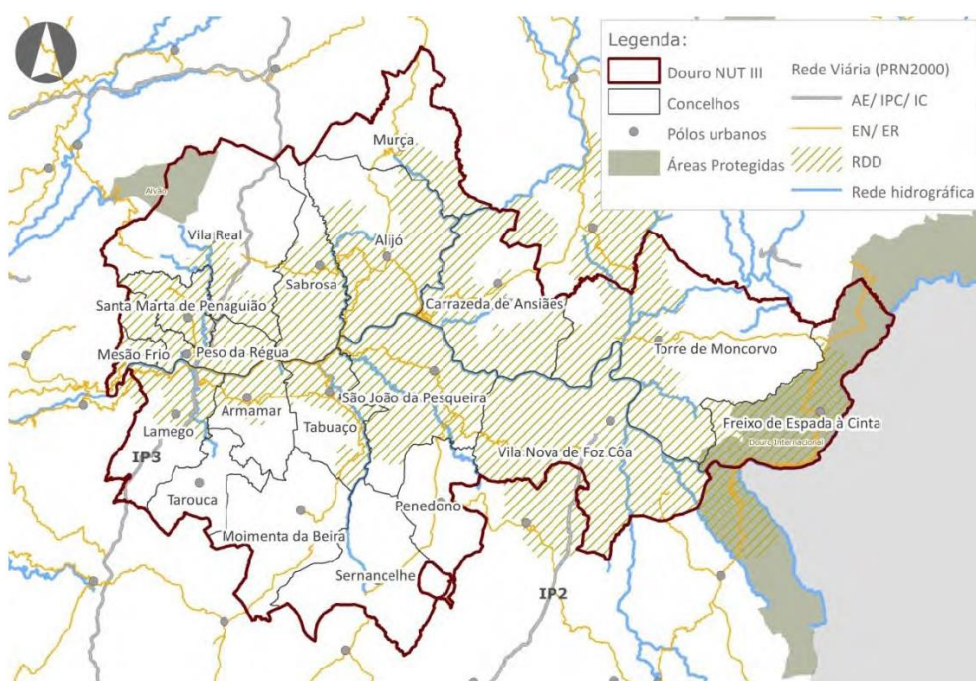 Legenda:
Douro NUT III
Concelhos
Pólos urbanos
Áreas Protegidas
Rede Viária (PRN2000)
AE/ IPC/ IC
EN/ ER
RDD
Rede hidrográfica
Murça
Alvão
Vila Real
Alijó
Sabrosa
Santa Marta de Penaguião
Carrazeda de Ansiães
Mesão Frio
Peso da Régua
Torre de Moncorvo
São João da Pesqueira
Armamar
Tabuaço
Freixo de Espada à Cinta
Lamego
Douro Internacional
Vila Nova de Foz Côa
IP3
Tarouca
Penedono
Moimenta da Beira
Sernancelhe
IP2